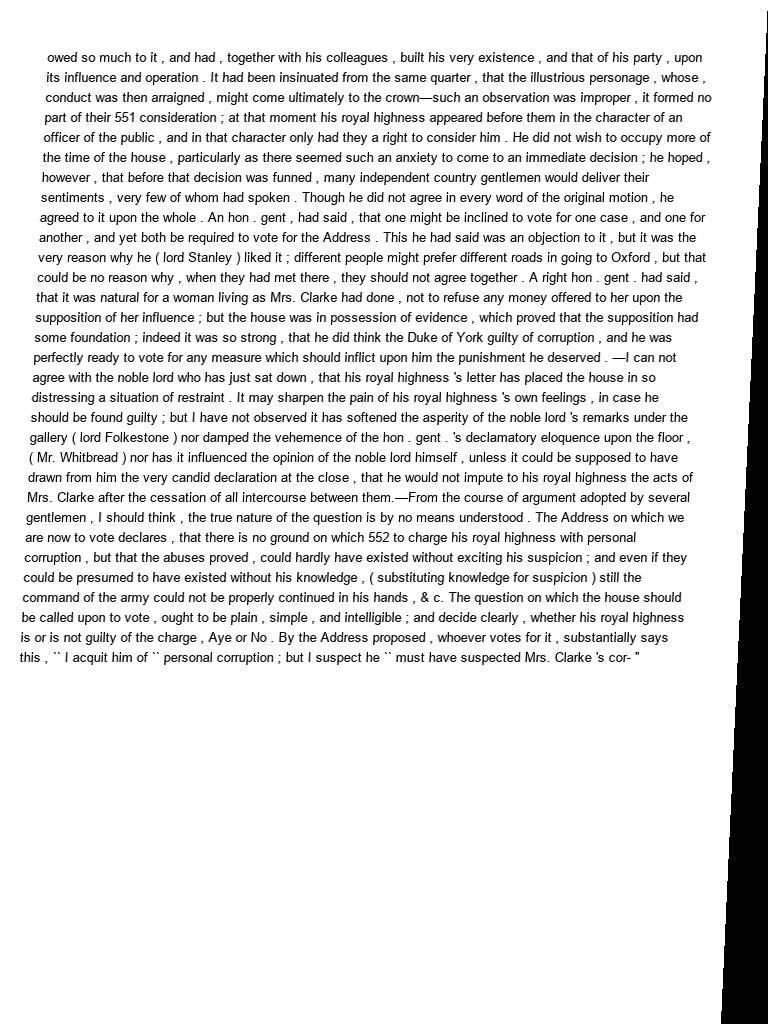 owed so much to it , and had , together with his colleagues , built his very existence , and that of his party , upon
its influence and operation . It had been insinuated from the same quarter , that the illustrious personage , whose ,
conduct was then arraigned , might come ultimately to the crown—such an observation was improper , it formed no
part of their 551 consideration ; at that moment his royal highness appeared before them in the character of an
officer of the public , and in that character only had they a right to consider him . He did not wish to occupy more of
the time of the house , particularly as there seemed such an anxiety to come to an immediate decision ; he hoped ,
however , that before that decision was funned , many independent country gentlemen would deliver their
sentiments , very few of whom had spoken . Though he did not agree in every word of the original motion , he
agreed to it upon the whole . An hon . gent , had said , that one might be inclined to vote for one case , and one for
another , and yet both be required to vote for the Address . This he had said was an objection to it , but it was the
very reason why he ( lord Stanley ) liked it ; different people might prefer different roads in going to Oxford , but that
could be no reason why , when they had met there , they should not agree together . A right hon . gent . had said ,
that it was natural for a woman living as Mrs. Clarke had done , not to refuse any money offered to her upon the
supposition of her influence ; but the house was in possession of evidence , which proved that the supposition had
some foundation ; indeed it was so strong , that he did think the Duke of York guilty of corruption , and he was
perfectly ready to vote for any measure which should inflict upon him the punishment he deserved . —I can not
agree with the noble lord who has just sat down , that his royal highness 's letter has placed the house in so
distressing a situation of restraint . It may sharpen the pain of his royal highness 's own feelings , in case he
should be found guilty ; but I have not observed it has softened the asperity of the noble lord 's remarks under the
gallery ( lord Folkestone ) nor damped the vehemence of the hon . gent . 's declamatory eloquence upon the floor ,
( Mr. Whitbread ) nor has it influenced the opinion of the noble lord himself , unless it could be supposed to have
drawn from him the very candid declaration at the close , that he would not impute to his royal highness the acts of
Mrs. Clarke after the cessation of all intercourse between them.—From the course of argument adopted by several
gentlemen , I should think , the true nature of the question is by no means understood . The Address on which we
are now to vote declares , that there is no ground on which 552 to charge his royal highness with personal
corruption , but that the abuses proved , could hardly have existed without exciting his suspicion ; and even if they
could be presumed to have existed without his knowledge , ( substituting knowledge for suspicion ) still the
command of the army could not be properly continued in his hands , & c. The question on which the house should
be called upon to vote , ought to be plain , simple , and intelligible ; and decide clearly , whether his royal highness
is or is not guilty of the charge , Aye or No . By the Address proposed , whoever votes for it , substantially says
this , `` I acquit him of `` personal corruption ; but I suspect he `` must have suspected Mrs. Clarke 's cor- "